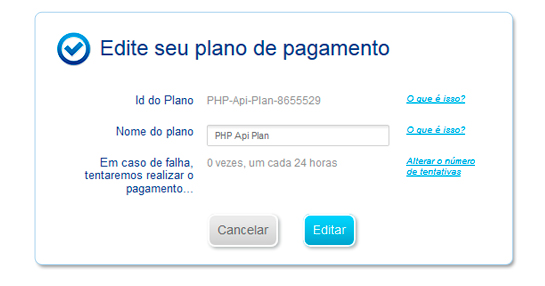 Edite seu plano de pagamento
Id do Plano PHP-Api-Plan-8655529 O que é isso?
Nome do plano PHP Api Plan O que é isso?
Em caso de falha, 0 vezes, um cada 24 horas Alterar o número
tentaremos realizar o de tentativas
pagamento...
Cancelar Editar